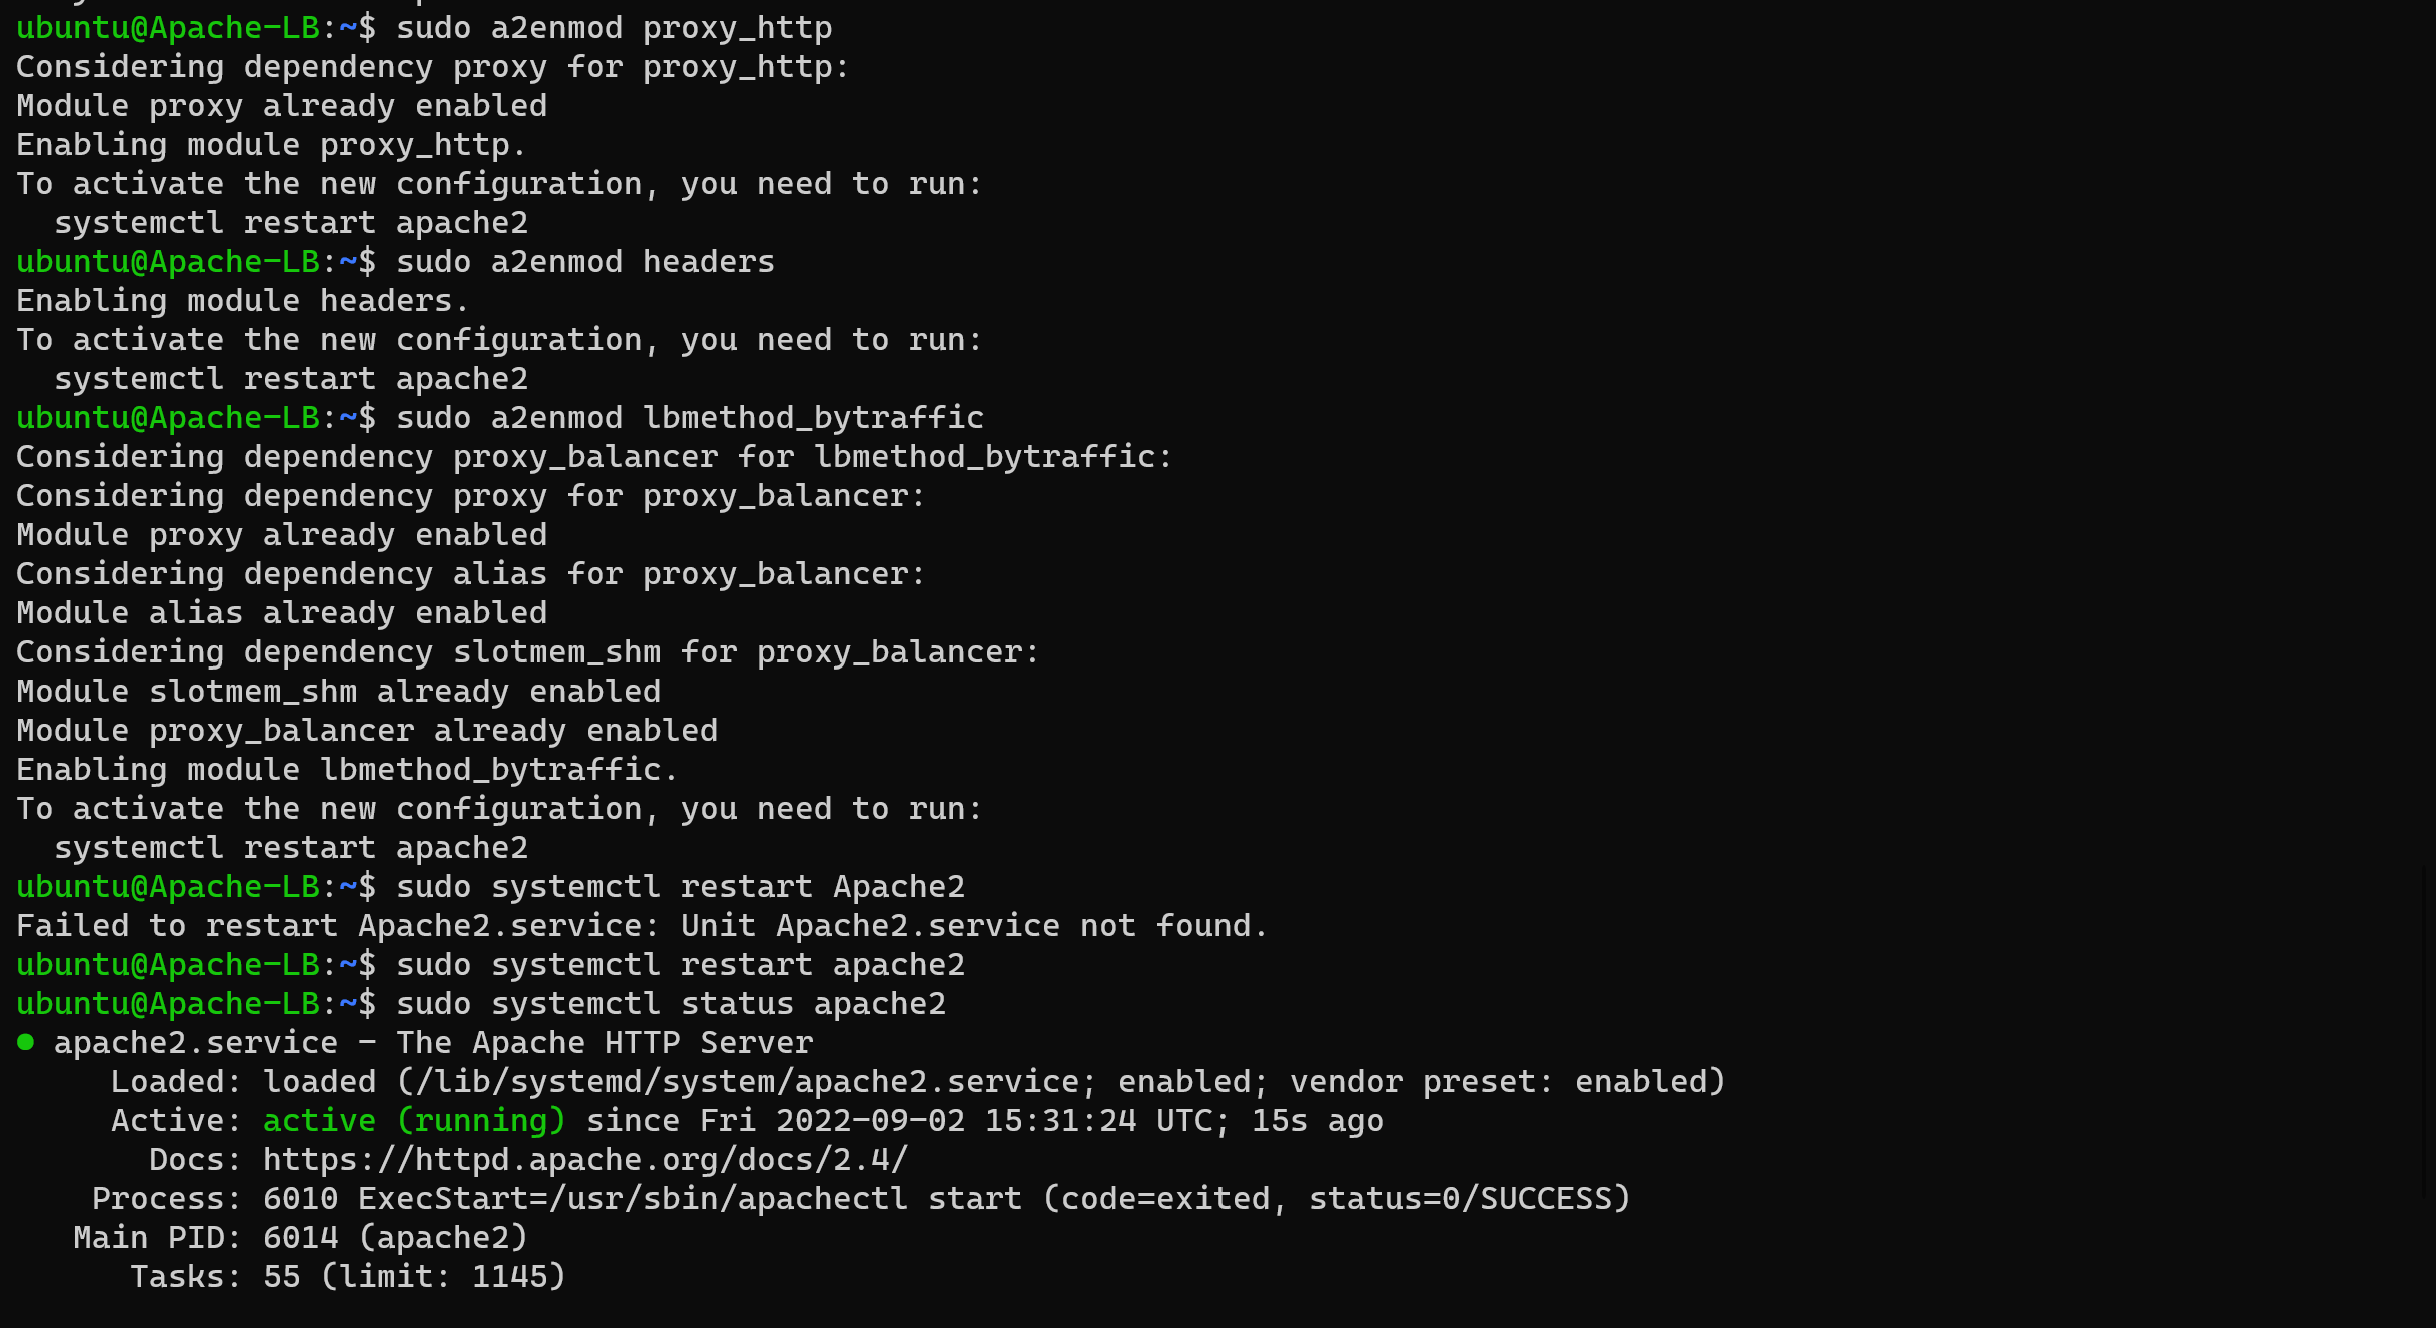 ubuntu@Apache-LB:~$ sudo a2enmod proxy_http
Considering dependency proxy for proxy_http:
Module proxy already enabled
Enabling module proxy_http.
To activate the new configuration, you need to run:
  systemctl restart apache2
ubuntu@Apache-LB:~$ sudo a2enmod headers
Enabling module headers.
To activate the new configuration, you need to run:
  systemctl restart apache2
ubuntu@Apache-LB:~$ sudo a2enmod lbmethod_bytraffic
Considering dependency proxy_balancer for lbmethod_bytraffic:
Considering dependency proxy for proxy_balancer:
Module proxy already enabled
Considering dependency alias for proxy_balancer:
Module alias already enabled
Considering dependency slotmem_shm for proxy_balancer:
Module slotmem_shm already enabled
Module proxy_balancer already enabled
Enabling module lbmethod_bytraffic.
To activate the new configuration, you need to run:
  systemctl restart apache2
ubuntu@Apache-LB:~$ sudo systemctl restart Apache2
Failed to restart Apache2.service: Unit Apache2.service not found.
ubuntu@Apache-LB:~$ sudo systemctl restart apache2
ubuntu@Apache-LB:~$ sudo systemctl status apache2
● apache2.service - The Apache HTTP Server
     Loaded: loaded (/lib/systemd/system/apache2.service; enabled; vendor preset: enabled)
     Active: active (running) since Fri 2022-09-02 15:31:24 UTC; 15s ago
       Docs: https://httpd.apache.org/docs/2.4/
    Process: 6010 ExecStart=/usr/sbin/apachectl start (code=exited, status=0/SUCCESS)
   Main PID: 6014 (apache2)
      Tasks: 55 (limit: 1145)